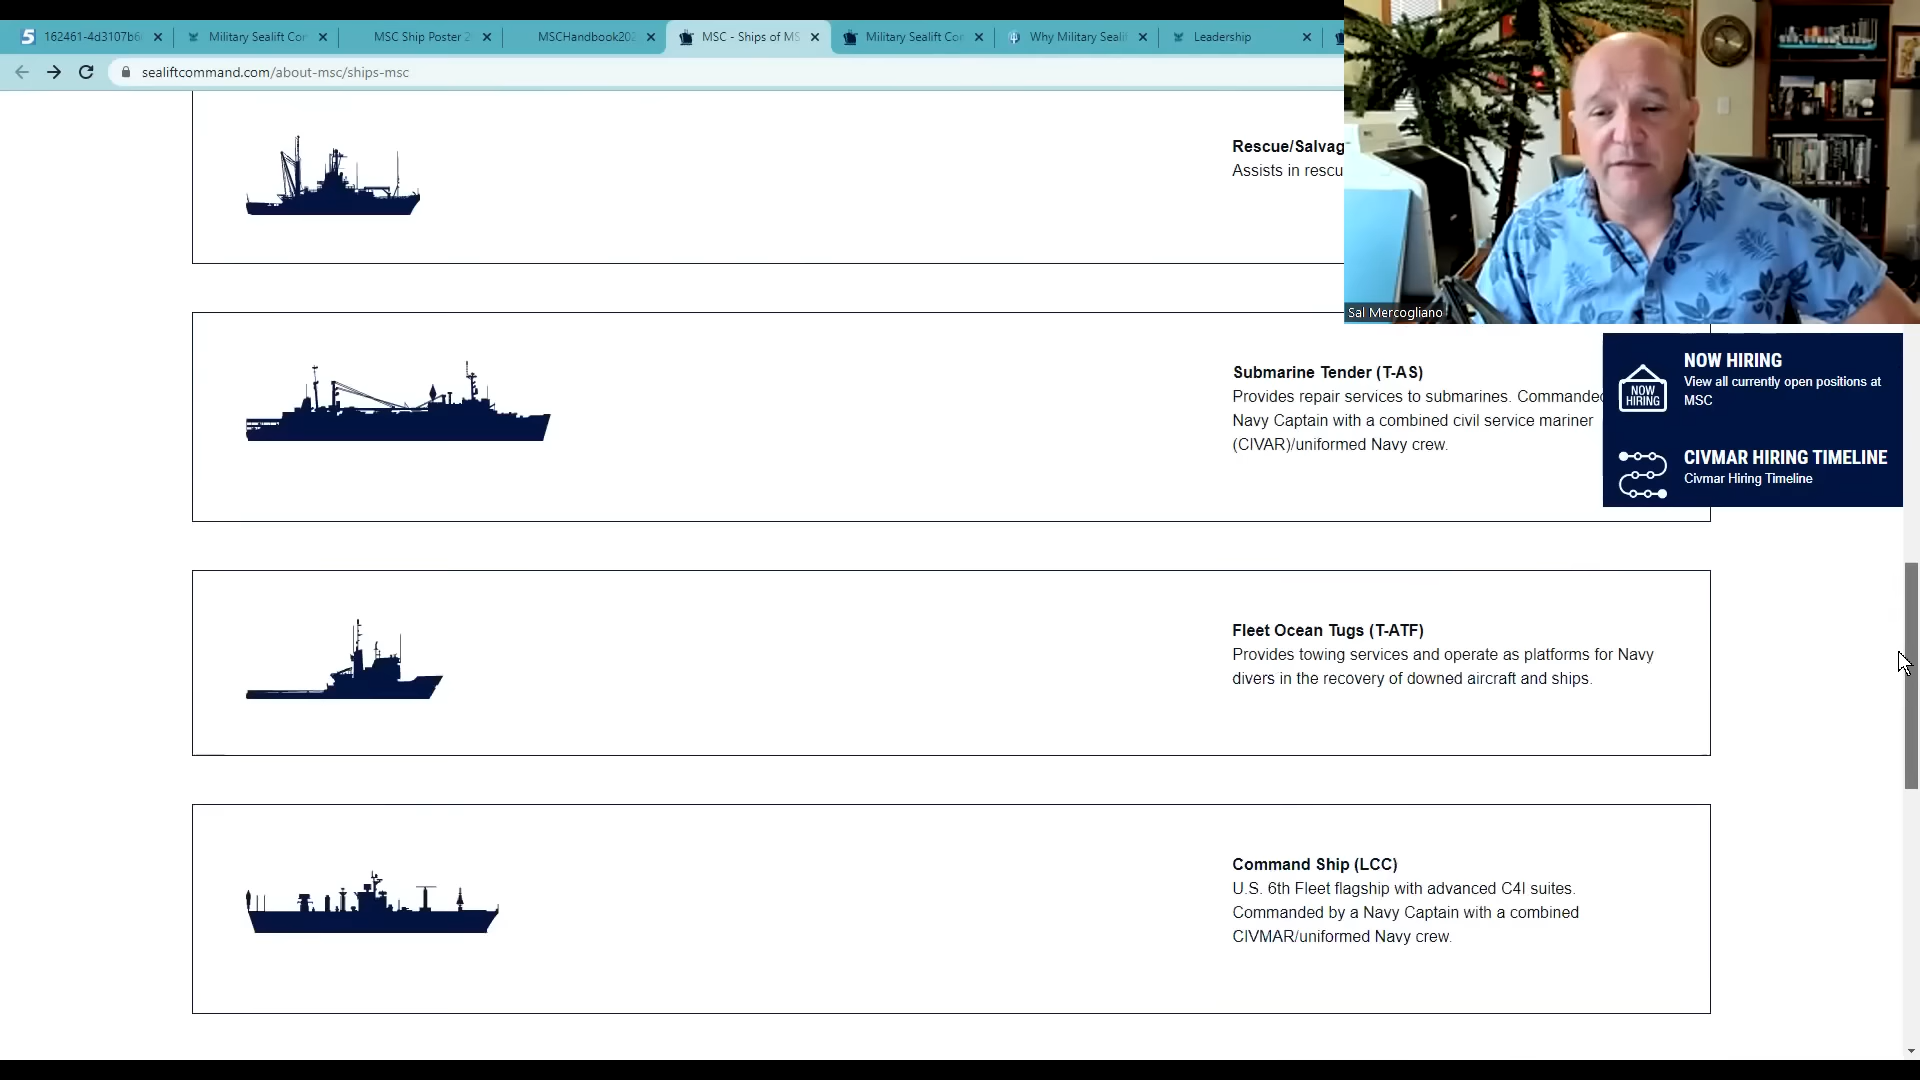 162461-4d3107b6
Military Sealift Co
MSC Ship Poster 2
MSCHandbook202
MSC - Ships of MS
Military Sealift Co
Why Military Seali
Leadership
sealiftcommand.com/about-msc/ships-msc
Rescue/Salvag
Assists in rescu
Sal Mercogliano
Submarine Tender (T-AS)
Provides repair services to submarines. Commanded
Navy Captain with a combined civil service mariner
(CIVAR)/uniformed Navy crew.
NOW HIRING
NOW
HIRING
View all currently open positions at
MSC
CIVMAR HIRING TIMELINE
Civmar Hiring Timeline
Fleet Ocean Tugs (T-ATF)
Provides towing services and operate as platforms for Navy
divers in the recovery of downed aircraft and ships.
Command Ship (LCC)
U.S. 6th Fleet flagship with advanced C4I suites.
Commanded by a Navy Captain with a combined
CIVMAR/uniformed Navy crew.